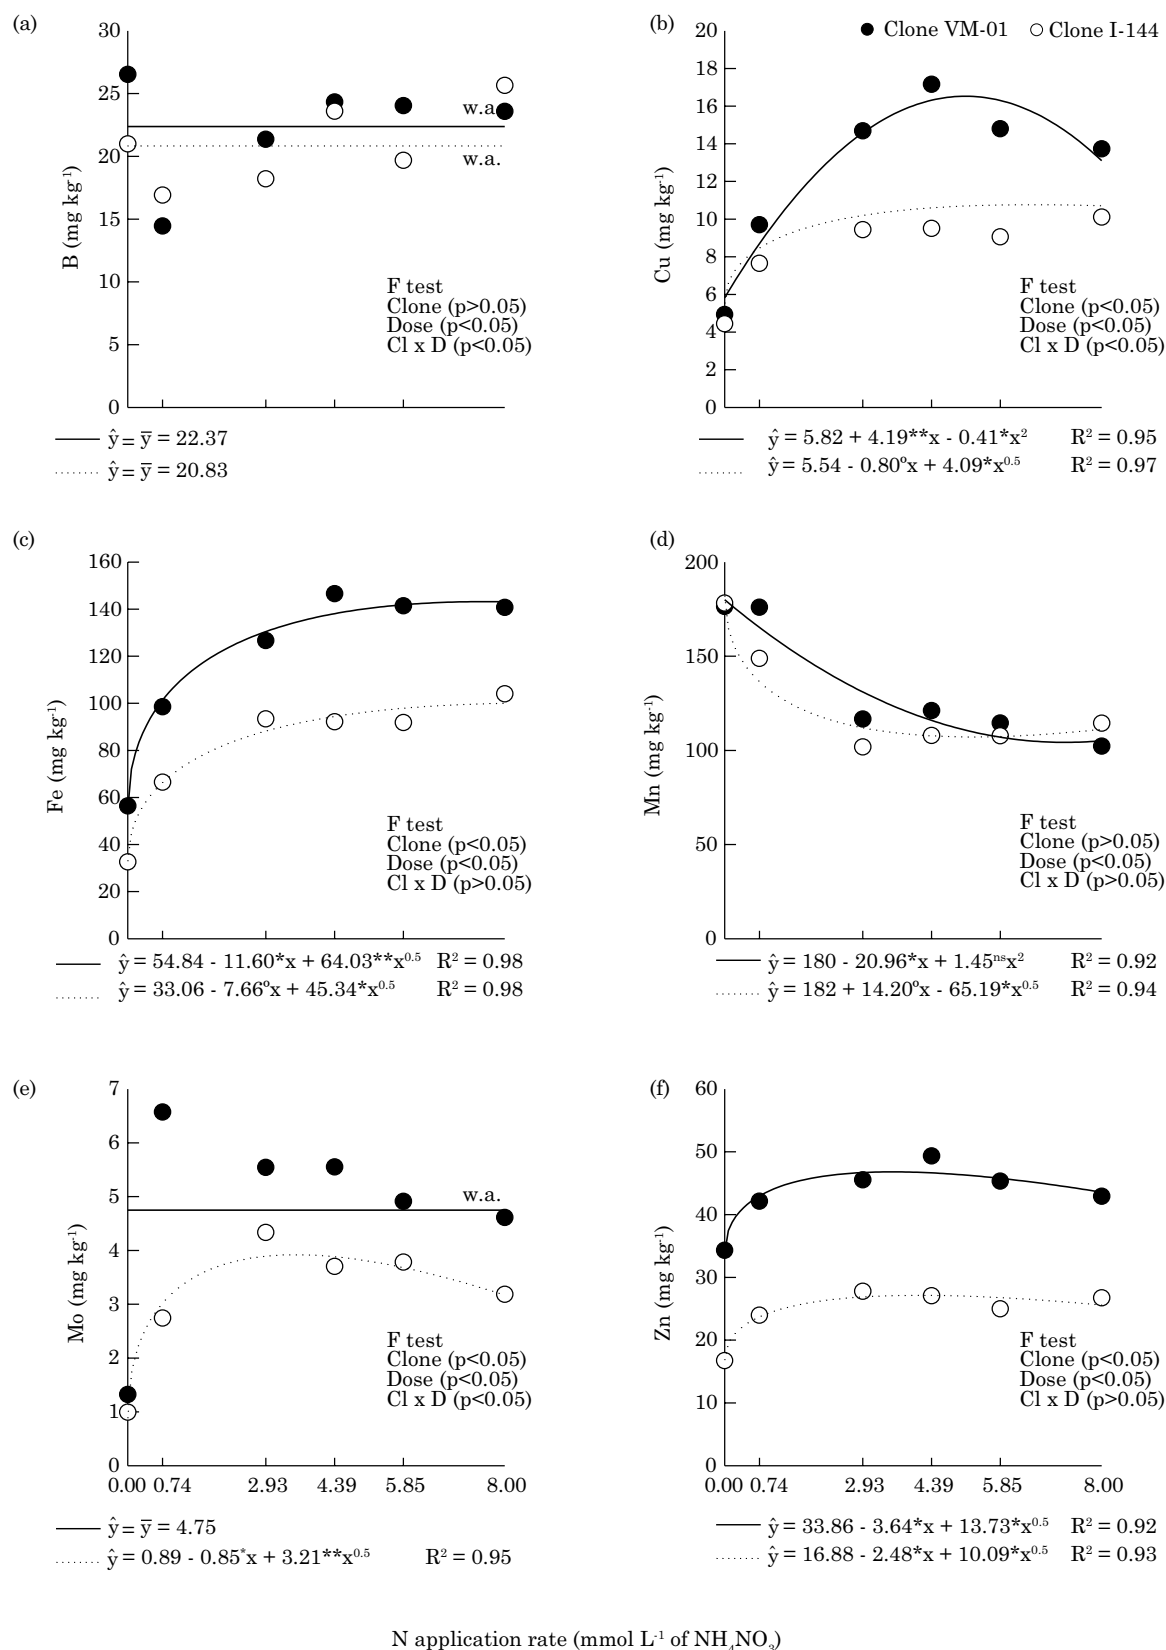 (a)
30
25
20
15
10
5
0
B (mg kg⁻¹)
w.a.
w.a.
F test
Clone (p>0.05)
Dose (p<0.05)
Cl x D (p<0.05)
ŷ = y̅ = 22.37
ŷ = y̅ = 20.83
(b)
● Clone VM-01 ○ Clone I-144
20
18
16
14
12
10
8
6
4
2
0
Cu (mg kg⁻¹)
F test
Clone (p<0.05)
Dose (p<0.05)
Cl x D (p<0.05)
ŷ = 5.82 + 4.19**x - 0.41*x² R² = 0.95
ŷ = 5.54 - 0.80ºx + 4.09*x⁰·⁵ R² = 0.97
(c)
160
140
120
100
80
60
40
20
0
Fe (mg kg⁻¹)
F test
Clone (p<0.05)
Dose (p<0.05)
Cl x D (p>0.05)
ŷ = 54.84 - 11.60*x + 64.03**x⁰·⁵ R² = 0.98
ŷ = 33.06 - 7.66ºx + 45.34*x⁰·⁵ R² = 0.98
(d)
200
150
100
50
0
Mn (mg kg⁻¹)
F test
Clone (p>0.05)
Dose (p<0.05)
Cl x D (p>0.05)
ŷ = 180 - 20.96*x + 1.45ⁿˢx² R² = 0.92
ŷ = 182 + 14.20ºx - 65.19*x⁰·⁵ R² = 0.94
(e)
7
6
5
4
3
2
1
0
Mo (mg kg⁻¹)
w.a.
F test
Clone (p<0.05)
Dose (p<0.05)
Cl x D (p<0.05)
0.00 0.74 2.93 4.39 5.85 8.00
ŷ = y̅ = 4.75
ŷ = 0.89 - 0.85*x + 3.21**x⁰·⁵ R² = 0.95
(f)
60
50
40
30
20
10
0
Zn (mg kg⁻¹)
F test
Clone (p<0.05)
Dose (p<0.05)
Cl x D (p>0.05)
0.00 0.74 2.93 4.39 5.85 8.00
ŷ = 33.86 - 3.64*x + 13.73*x⁰·⁵ R² = 0.92
ŷ = 16.88 - 2.48*x + 10.09*x⁰·⁵ R² = 0.93
N application rate (mmol L⁻¹ of NH₄NO₃)